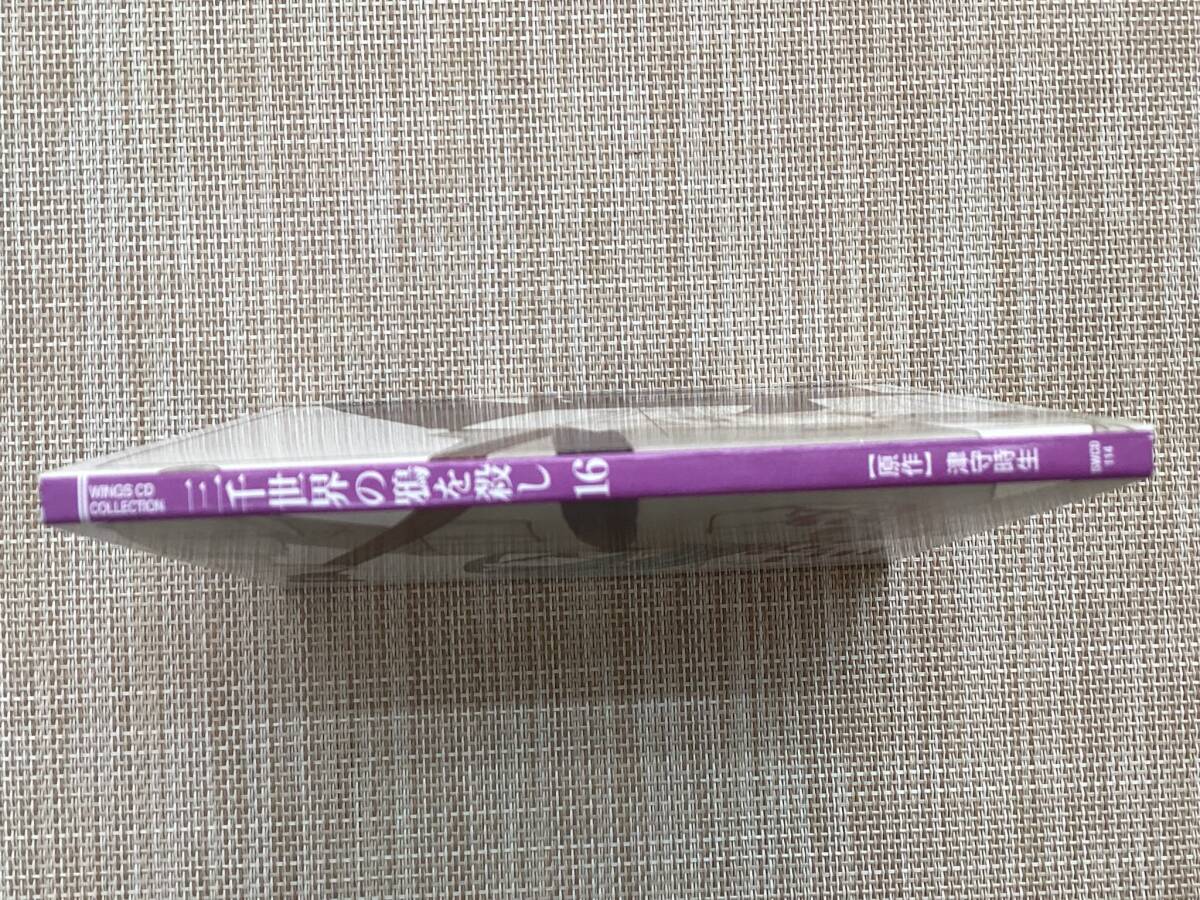 WINGS CD
COLLECTION
三千世界の鴉を殺し 16
【原作】津守時生
SWCD
114